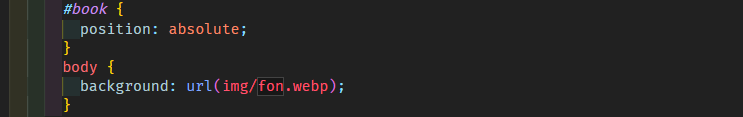 #book {
position: absolute;
}
body {
background: url(img/fon.webp);
}